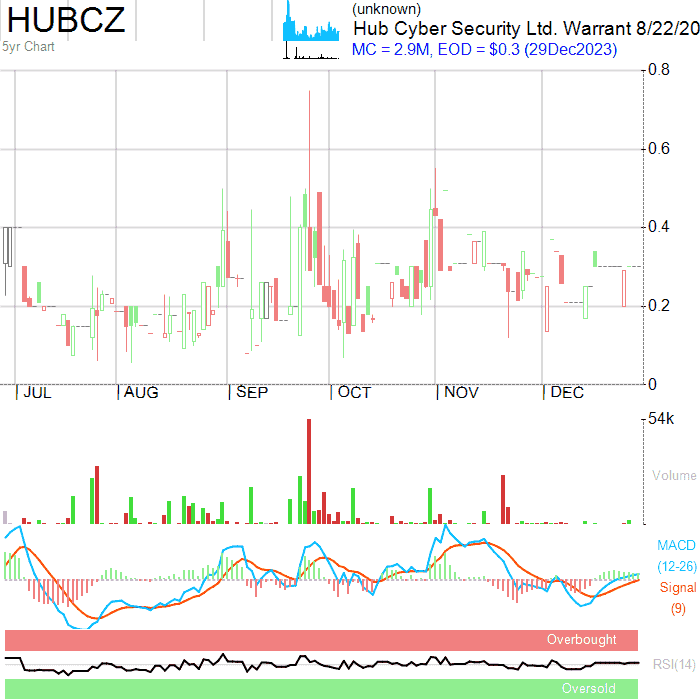 HUBCZ
5yr Chart
(unknown)
Hub Cyber Security Ltd. Warrant 8/22/20
MC = 2.9M, EOD = $0.3 (29Dec2023)
0.8
0.6
0.4
0.2
0
JUL AUG SEP OCT NOV DEC
54k
Volume
MACD
(12-26)
Signal
(9)
Overbought
RSI(14)
Oversold